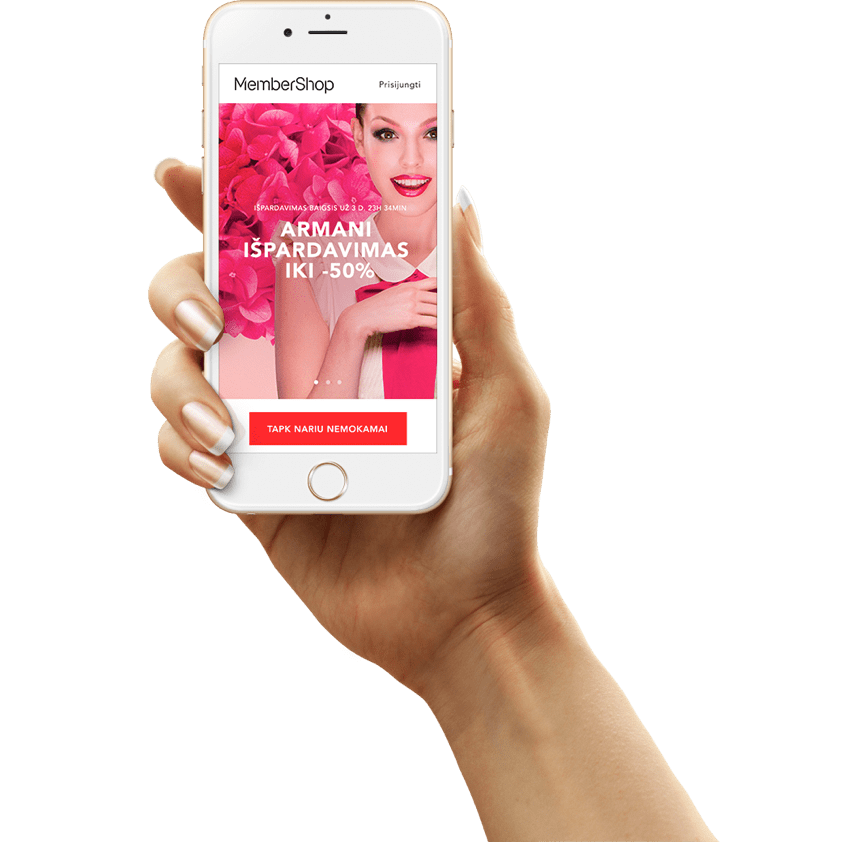 MemberShop
Prisijungti
IŠPARDAVIMAS BAIGSIS UŽ 3 D. 23H 34MIN
ARMANI
IŠPARDAVIMAS
IKI -50%
TAPK NARIU NEMOKAMAI